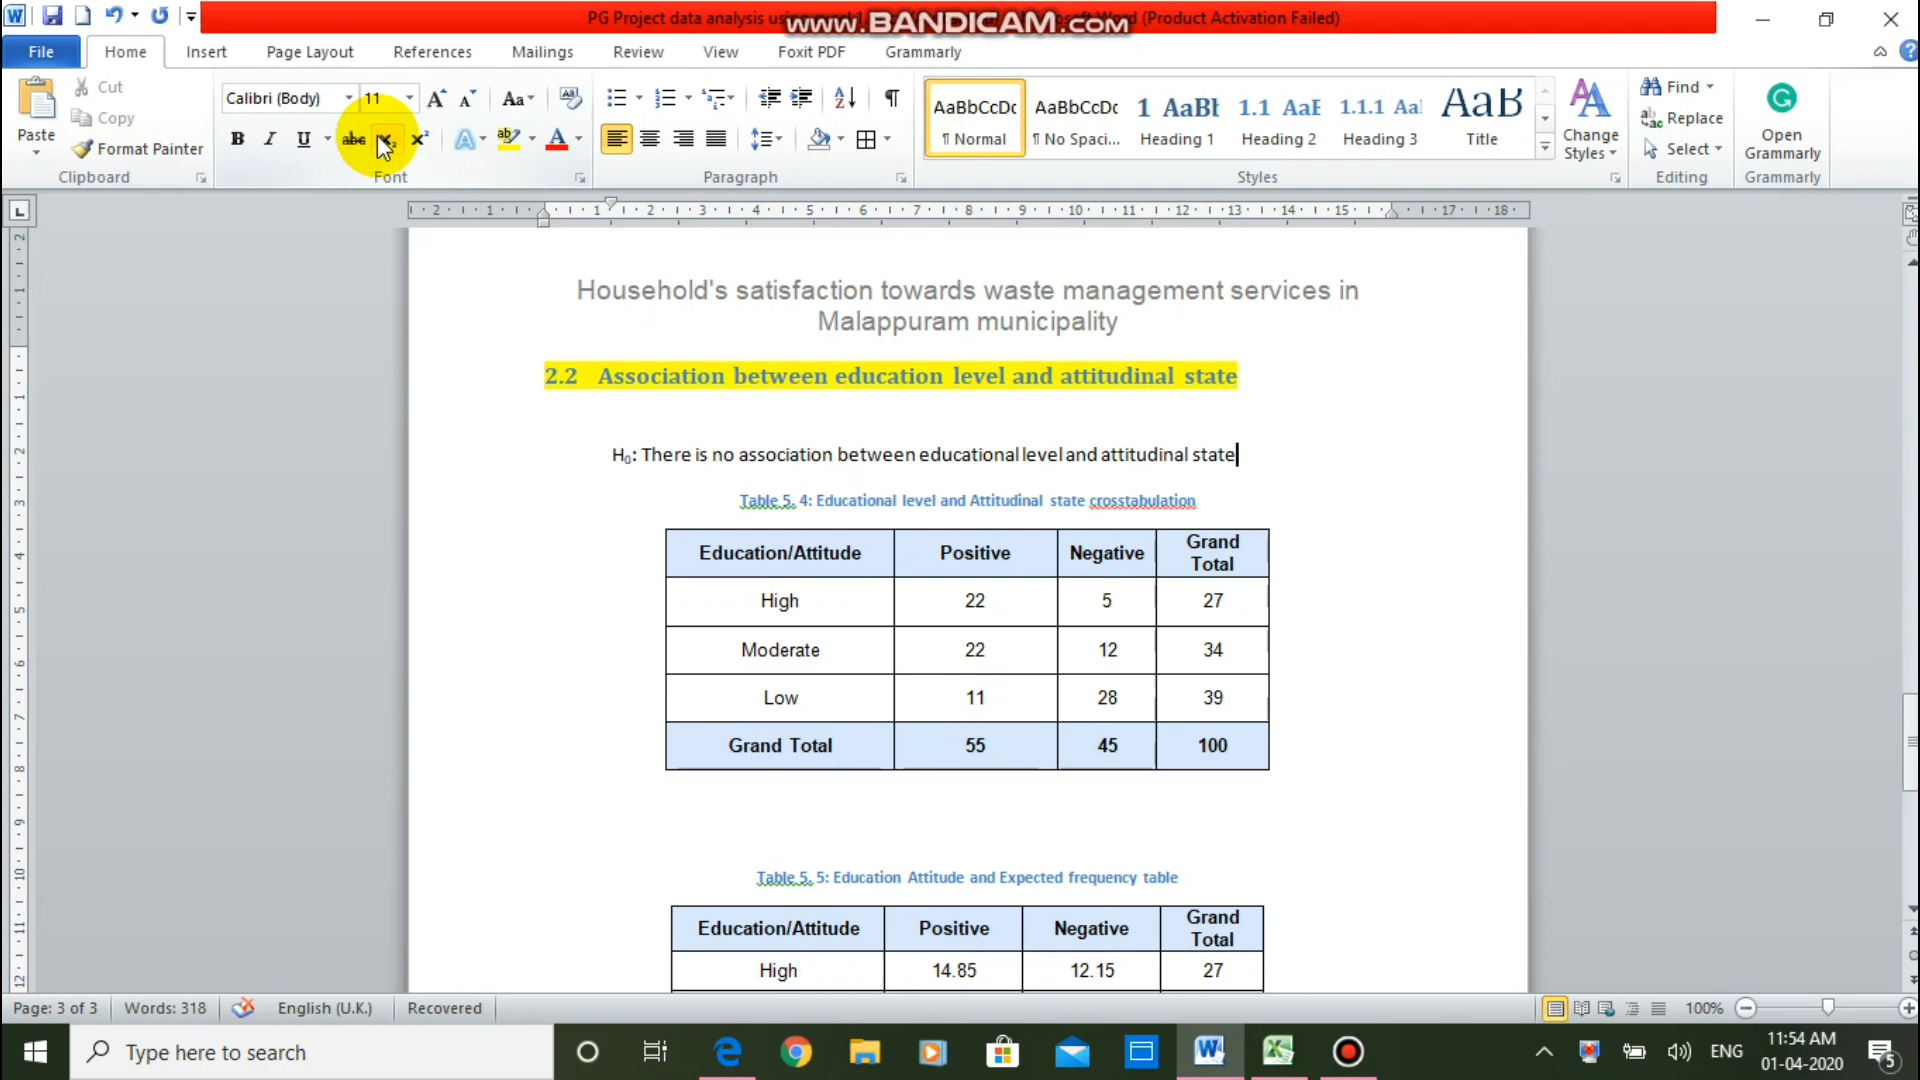 PG Project data analysis us
www.BANDICAM.com
soft Word (Product Activation Failed)
File
Home
Insert
Page Layout
References
Mailings
Review
View
Foxit PDF
Grammarly
Paste
Cut
Copy
Format Painter
Clipboard
Calibri (Body)
11
Font
Paragraph
AaBbCcDc
¶ Normal
AaBbCcDc
¶ No Spaci...
1 AaBb
Heading 1
1.1 AaB
Heading 2
1.1.1 Aa
Heading 3
AaB
Title
Change
Styles
Styles
Find
Replace
Select
Editing
Open
Grammarly
Grammarly
Household's satisfaction towards waste management services in
Malappuram municipality
2.2 Association between education level and attitudinal state
H₀: There is no association between educational level and attitudinal state
Table 5. 4: Educational level and Attitudinal state crosstabulation
Education/Attitude Positive Negative Grand Total
High 22 5 27
Moderate 22 12 34
Low 11 28 39
Grand Total 55 45 100
Table 5. 5: Education Attitude and Expected frequency table
Education/Attitude Positive Negative Grand Total
High 14.85 12.15 27
Page: 3 of 3
Words: 318
English (U.K.)
Recovered
100%
Type here to search
ENG
11:54 AM
01-04-2020
5